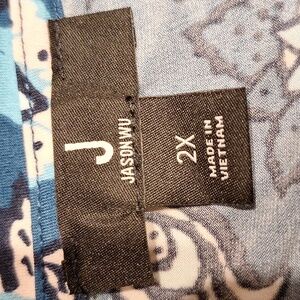 J
JASON WU
2X
MADE IN
VIETNAM